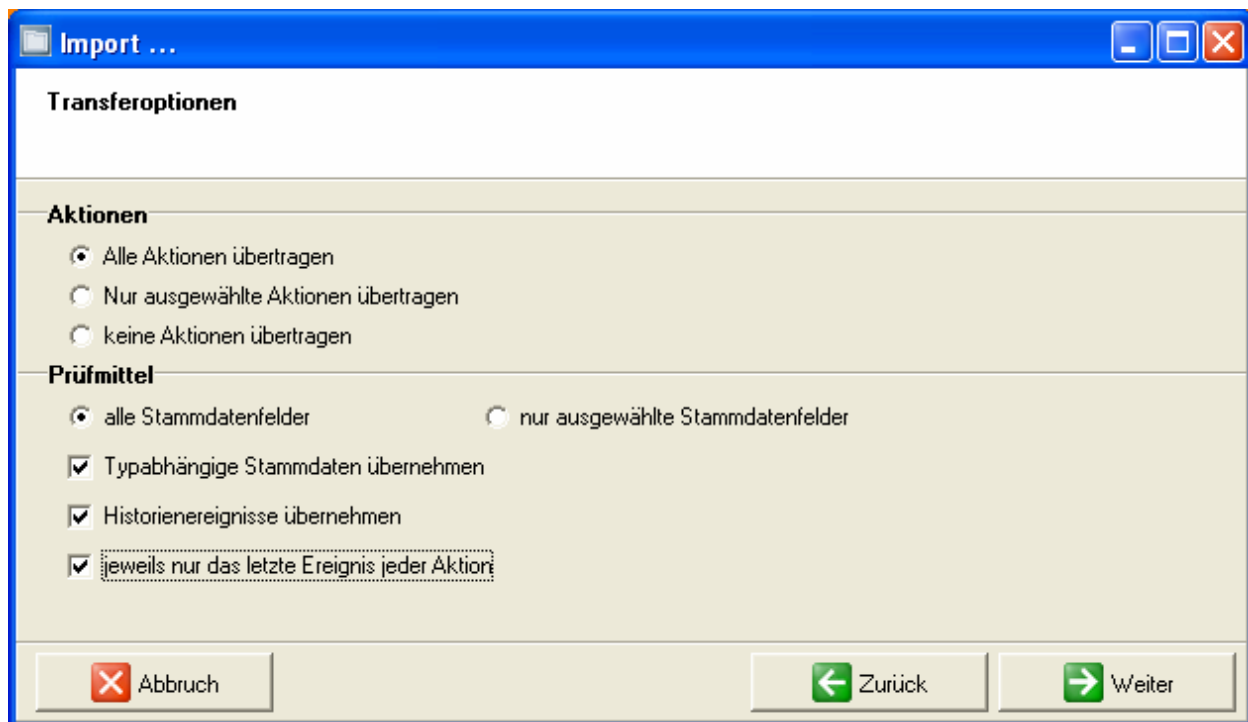 Import ...
Transferoptionen
Aktionen
Alle Aktionen übertragen
Nur ausgewählte Aktionen übertragen
keine Aktionen übertragen
Prüfmittel
alle Stammdatenfelder nur ausgewählte Stammdatenfelder
Typabhängige Stammdaten übernehmen
Historienereignisse übernehmen
jeweils nur das letzte Ereignis jeder Aktion
Abbruch Zurück Weiter